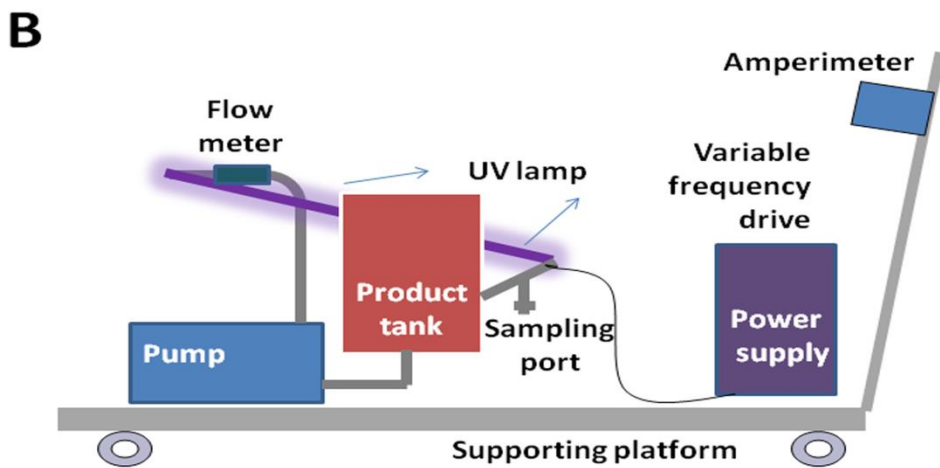 B
Amperimeter
Flow
meter
Variable
frequency
drive
UV lamp
Product
tank
Sampling
port
Power
supply
Pump
Supporting platform